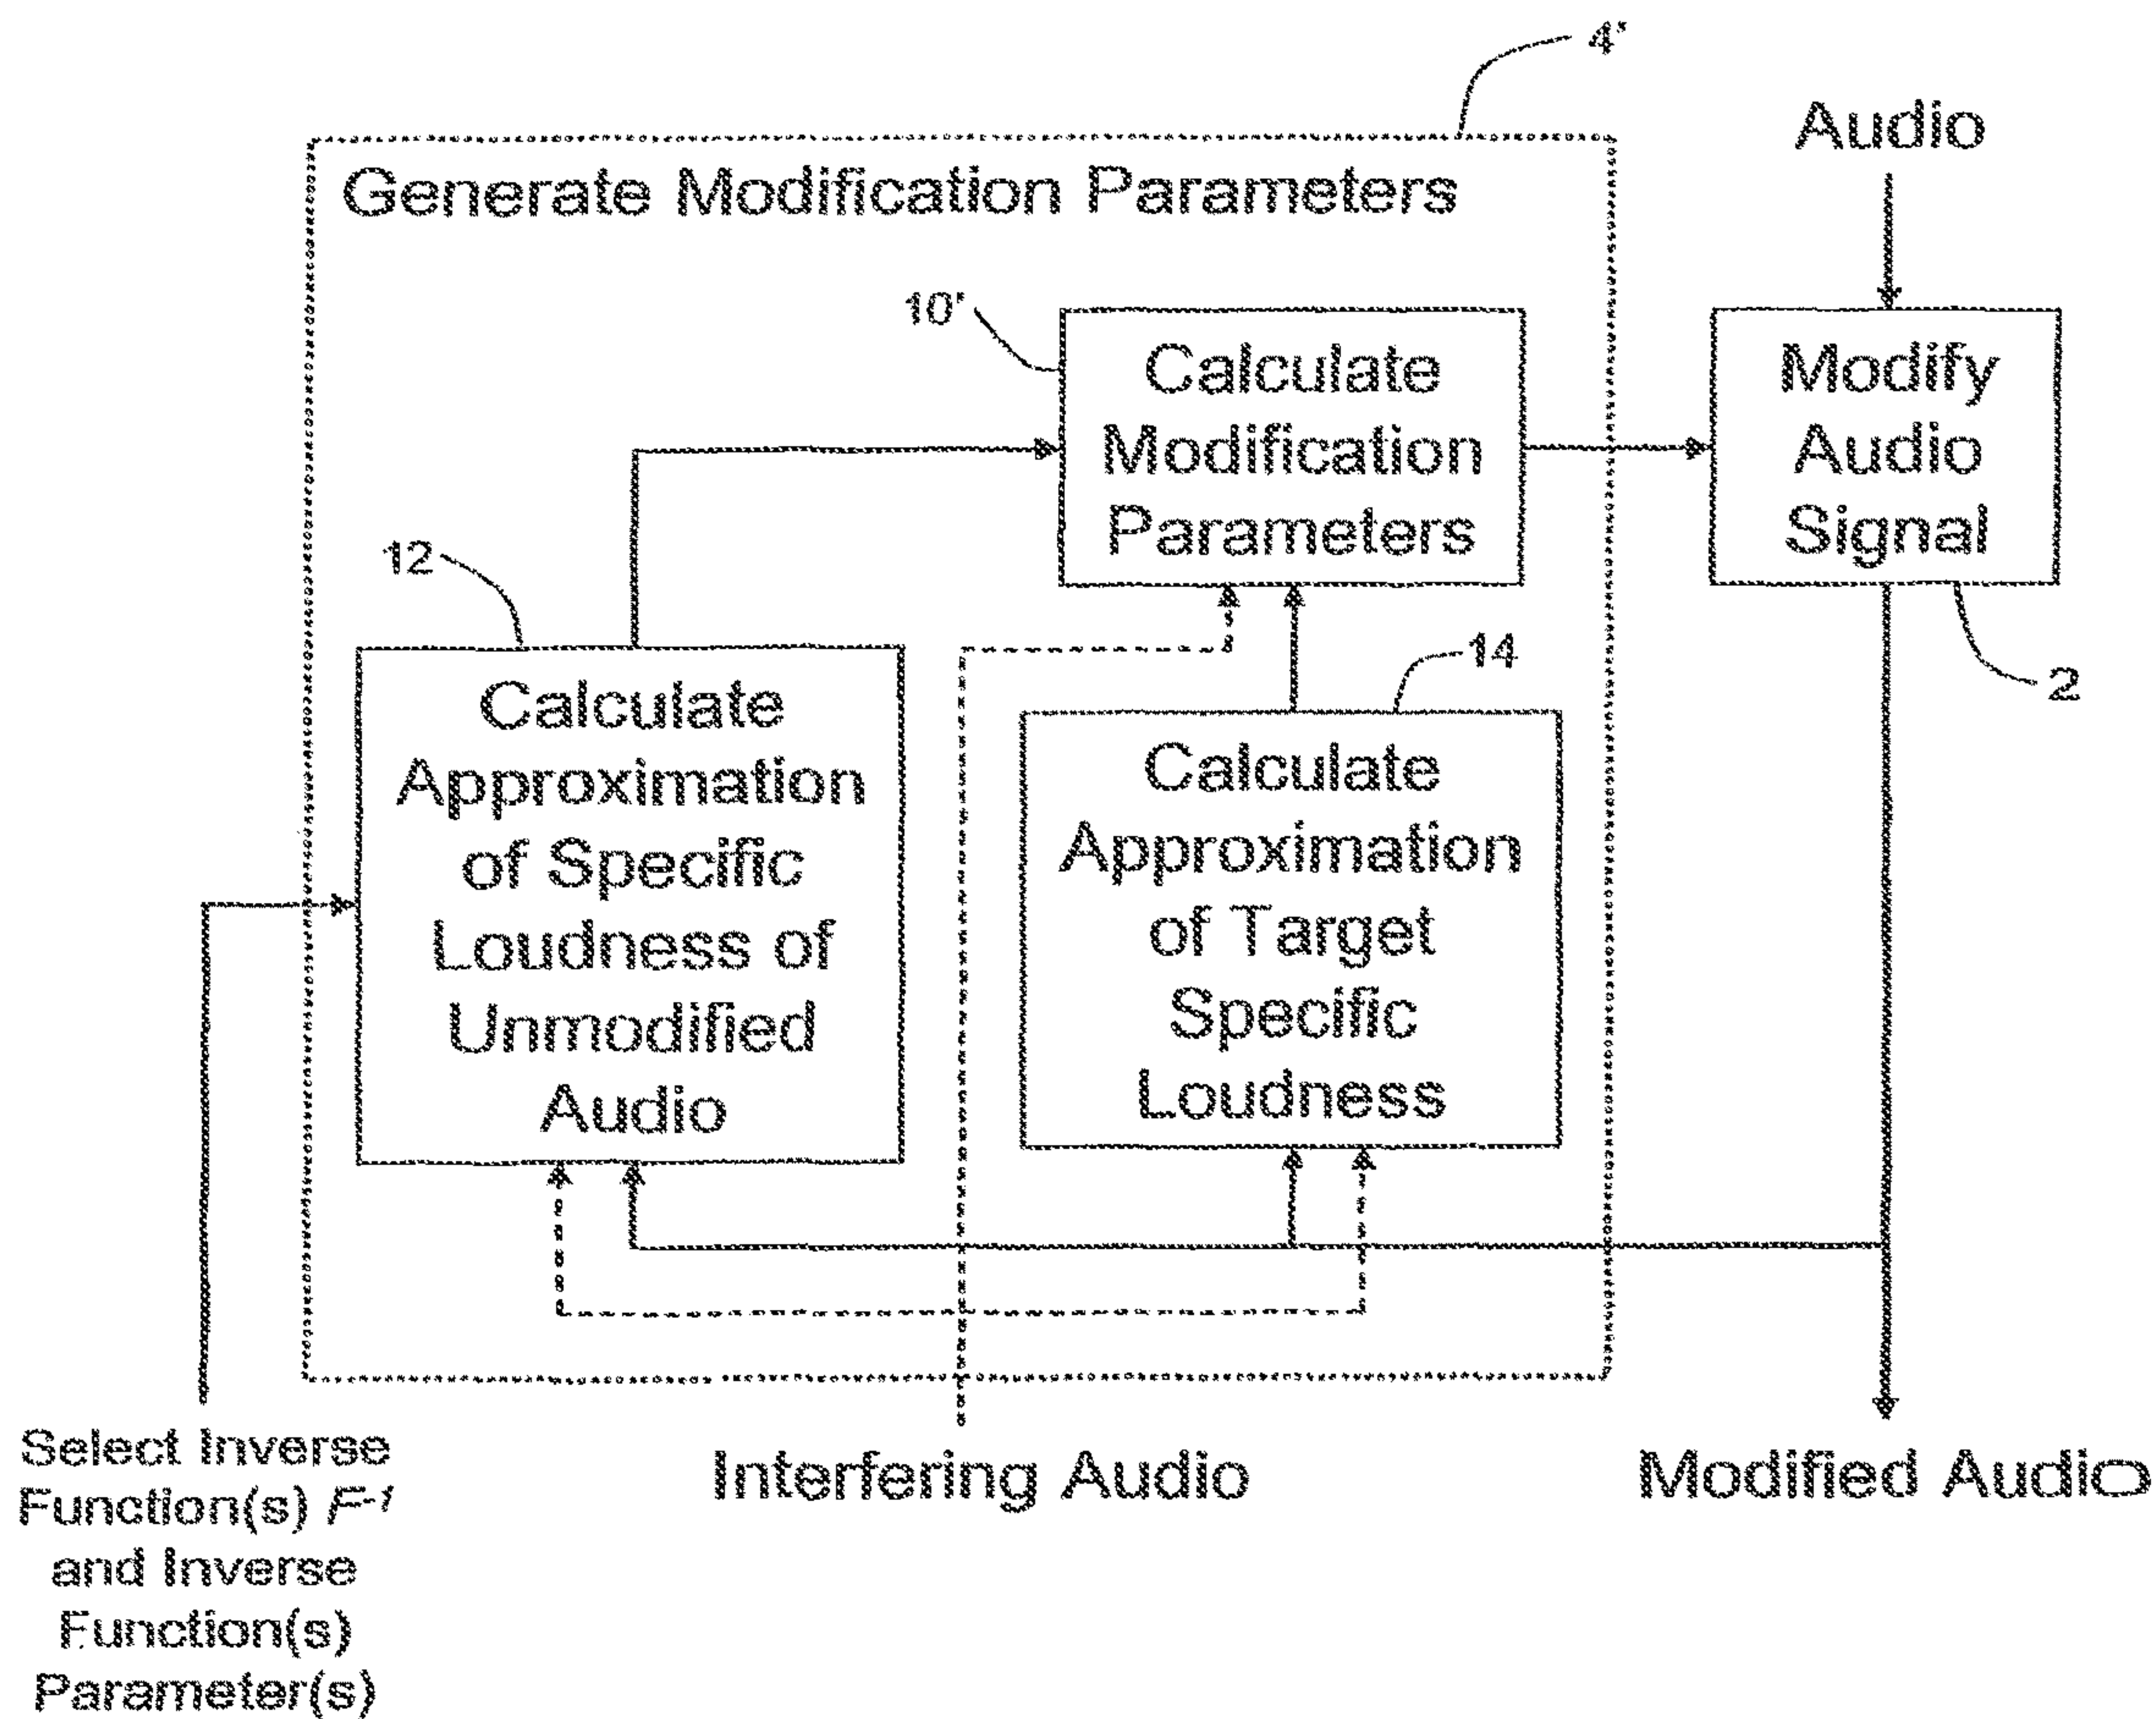 4'
Audio
Generate Modification Parameters
10'
Calculate
Modification
Parameters
Modify
Audio
Signal
12
14
2
Calculate
Approximation
of Specific
Loudness of
Unmodified
Audio
Calculate
Approximation
of Target
Specific
Loudness
Select Inverse
Function(s) F-1
and Inverse
Function(s)
Parameter(s)
Interfering Audio
Modified Audio